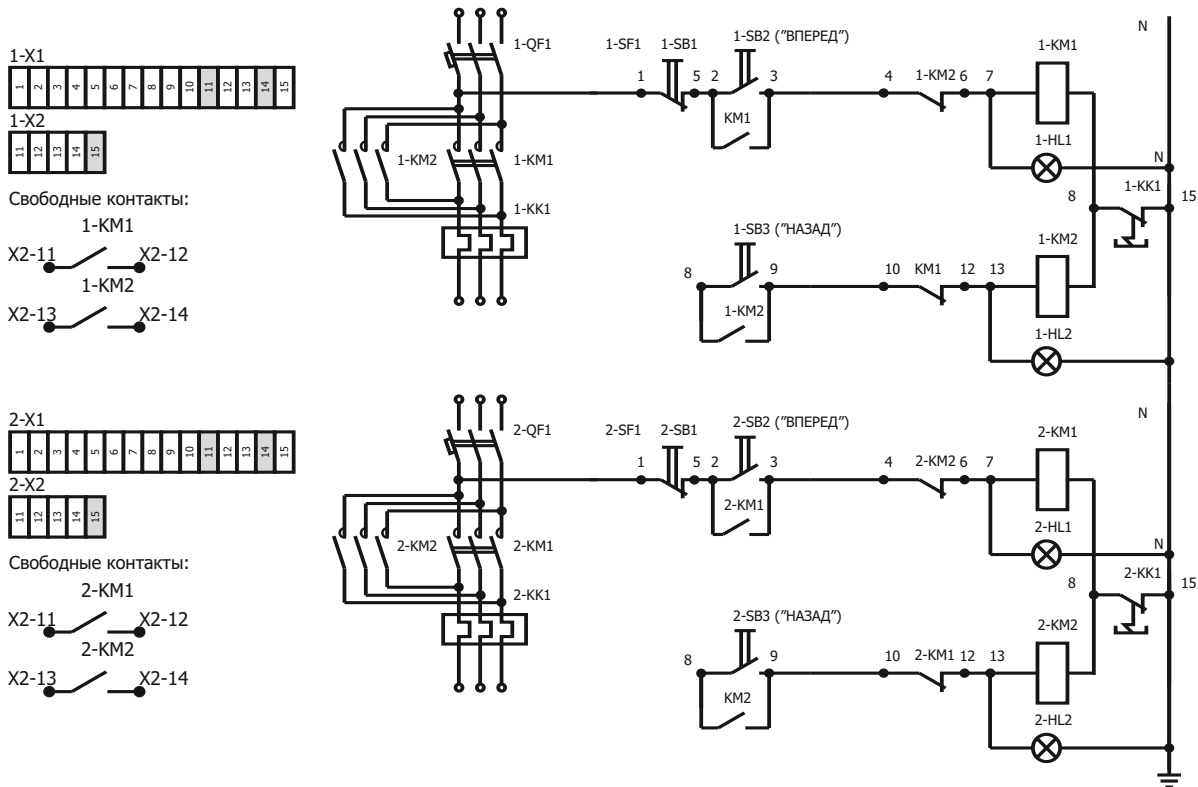 1-QF1 1-SF1 1-SB1 1-SB2 ("ВПЕРЕД") N
1-KM1
1 5 2 3 4 1-KM2 6 7
KM1
1-X1
1 2 3 4 5 6 7 8 9 10 11 12 13 14 15
1-X2
11 12 13 14 15
1-KM2 1-KM1 1-HL1 N
Свободные контакты:
1-KM1
X2-11 X2-12
1-KM2
X2-13 X2-14
1-KK1 8 1-KK1 15
1-SB3 ("НАЗАД") 1-KM2
8 9 10 KM1 12 13
1-KM2
1-HL2
2-QF1 2-SF1 2-SB1 2-SB2 ("ВПЕРЕД") N
2-KM1
1 5 2 3 4 2-KM2 6 7
2-KM1
2-X1
1 2 3 4 5 6 7 8 9 10 11 12 13 14 15
2-X2
11 12 13 14 15
2-KM2 2-KM1 2-HL1 N
Свободные контакты:
2-KM1
X2-11 X2-12
2-KM2
X2-13 X2-14
2-KK1 8 2-KK1 15
2-SB3 ("НАЗАД") 2-KM2
8 9 10 2-KM1 12 13
KM2
2-HL2